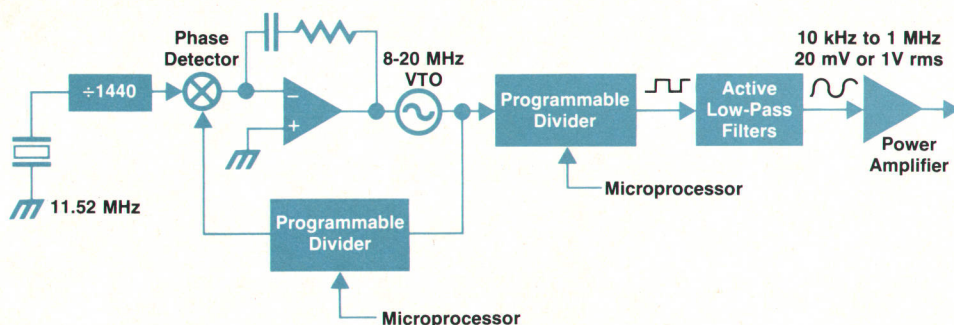 Phase
Detector
÷1440
11.52 MHz
−
+
8-20 MHz
VTO
Programmable
Divider
Microprocessor
Programmable
Divider
Microprocessor
Active
Low-Pass
Filters
10 kHz to 1 MHz
20 mV or 1V rms
Power
Amplifier